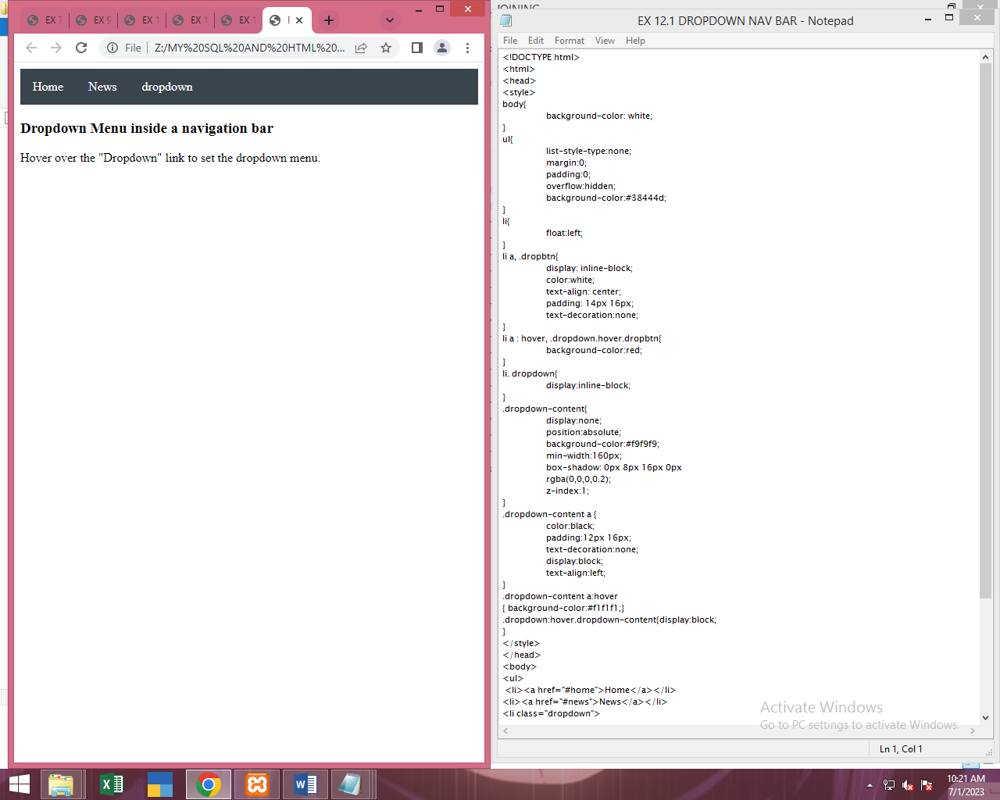 EX 7
EX 9
EX 1
EX 1
EX 1
E
File
Z:/MY%20SQL%20AND%20HTML%20...
Home News dropdown
Dropdown Menu inside a navigation bar
Hover over the "Dropdown" link to set the dropdown menu.
JOINING
EX 12.1 DROPDOWN NAV BAR - Notepad
File Edit Format View Help
<!DOCTYPE html>
<html>
<head>
<style>
body{
background-color: white;
}
ul{
list-style-type:none;
margin:0;
padding:0;
overflow:hidden;
background-color:#38444d;
}
li{
float:left;
}
li a, .dropbtn{
display: inline-block;
color:white;
text-align: center;
padding: 14px 16px;
text-decoration:none;
}
li a : hover, .dropdown.hover.dropbtn{
background-color:red;
}
li. dropdown{
display:inline-block;
}
.dropdown-content{
display:none;
position:absolute;
background-color:#f9f9f9;
min-width:160px;
box-shadow: 0px 8px 16px 0px
rgba(0,0,0,0.2);
z-index:1;
}
.dropdown-content a {
color:black;
padding:12px 16px;
text-decoration:none;
display:block;
text-align:left;
}
.dropdown-content a:hover
{ background-color:#f1f1f1;}
.dropdown:hover.dropdown-content{display:block;
}
</style>
</head>
<body>
<ul>
<li><a href="#home">Home</a></li>
<li><a href="#news">News</a></li>
<li class="dropdown">
Activate Windows
Go to PC settings to activate Windows.
Ln 1, Col 1
10:21 AM
7/1/2023